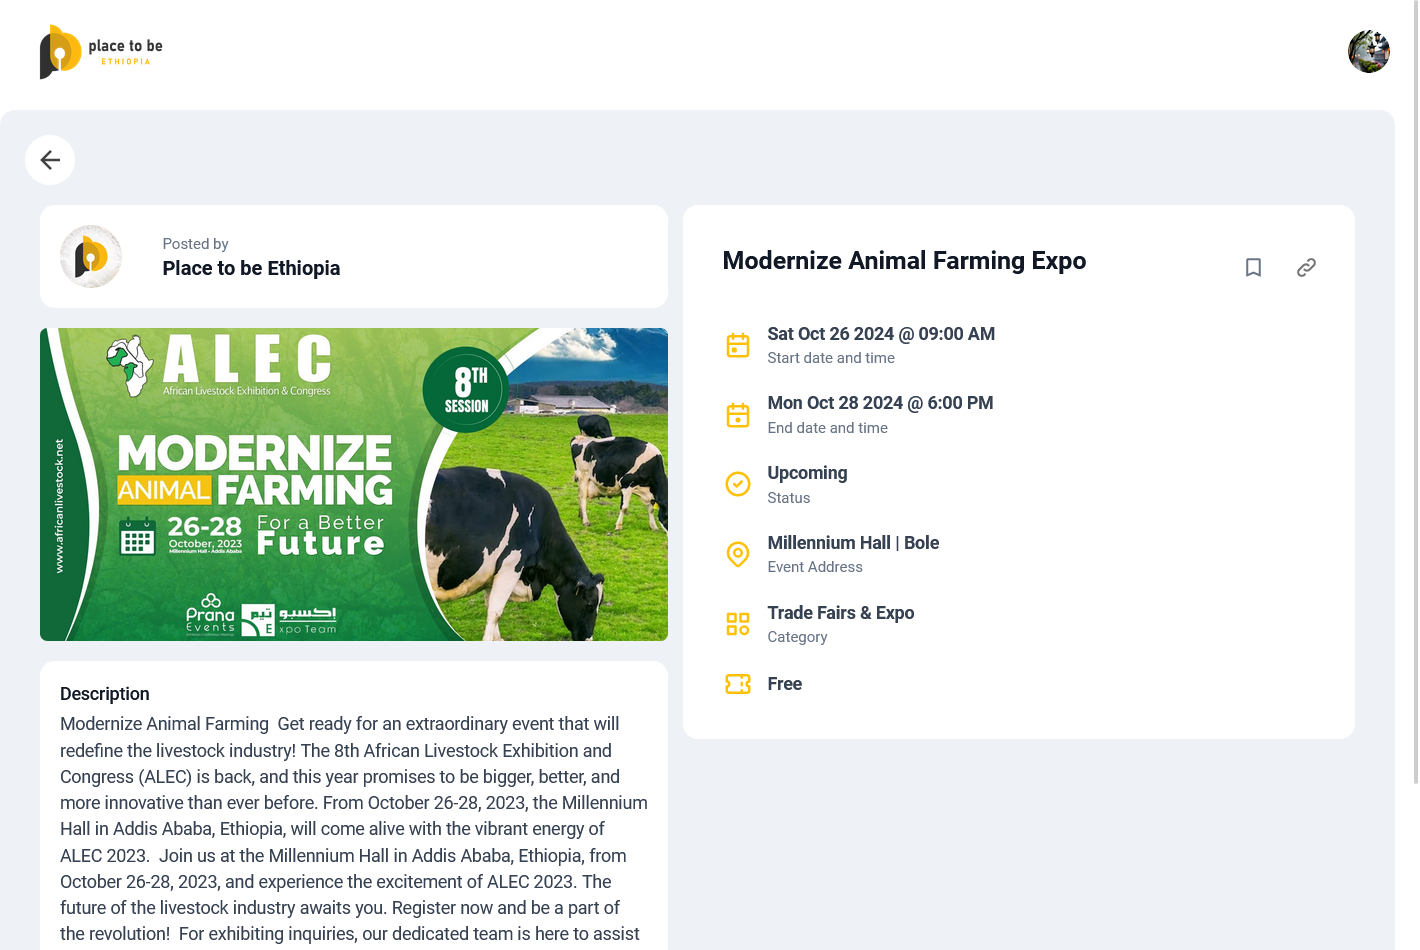 place to be
ETHIOPIA
Posted by
Place to be Ethiopia
ALEC
African Livestock Exhibition & Congress
8TH
SESSION
MODERNIZE
ANIMAL FARMING
26-28
October, 2023
Millennium Hall - Addis Ababa
For a Better
Future
www.africanlivestock.net
Prana
Events
إكسبو تيم
Expo Team
Description
Modernize Animal Farming  Get ready for an extraordinary event that will
redefine the livestock industry! The 8th African Livestock Exhibition and
Congress (ALEC) is back, and this year promises to be bigger, better, and
more innovative than ever before. From October 26-28, 2023, the Millennium
Hall in Addis Ababa, Ethiopia, will come alive with the vibrant energy of
ALEC 2023.  Join us at the Millennium Hall in Addis Ababa, Ethiopia, from
October 26-28, 2023, and experience the excitement of ALEC 2023. The
future of the livestock industry awaits you. Register now and be a part of
the revolution!  For exhibiting inquiries, our dedicated team is here to assist
Modernize Animal Farming Expo
Sat Oct 26 2024 @ 09:00 AM
Start date and time
Mon Oct 28 2024 @ 6:00 PM
End date and time
Upcoming
Status
Millennium Hall | Bole
Event Address
Trade Fairs & Expo
Category
Free